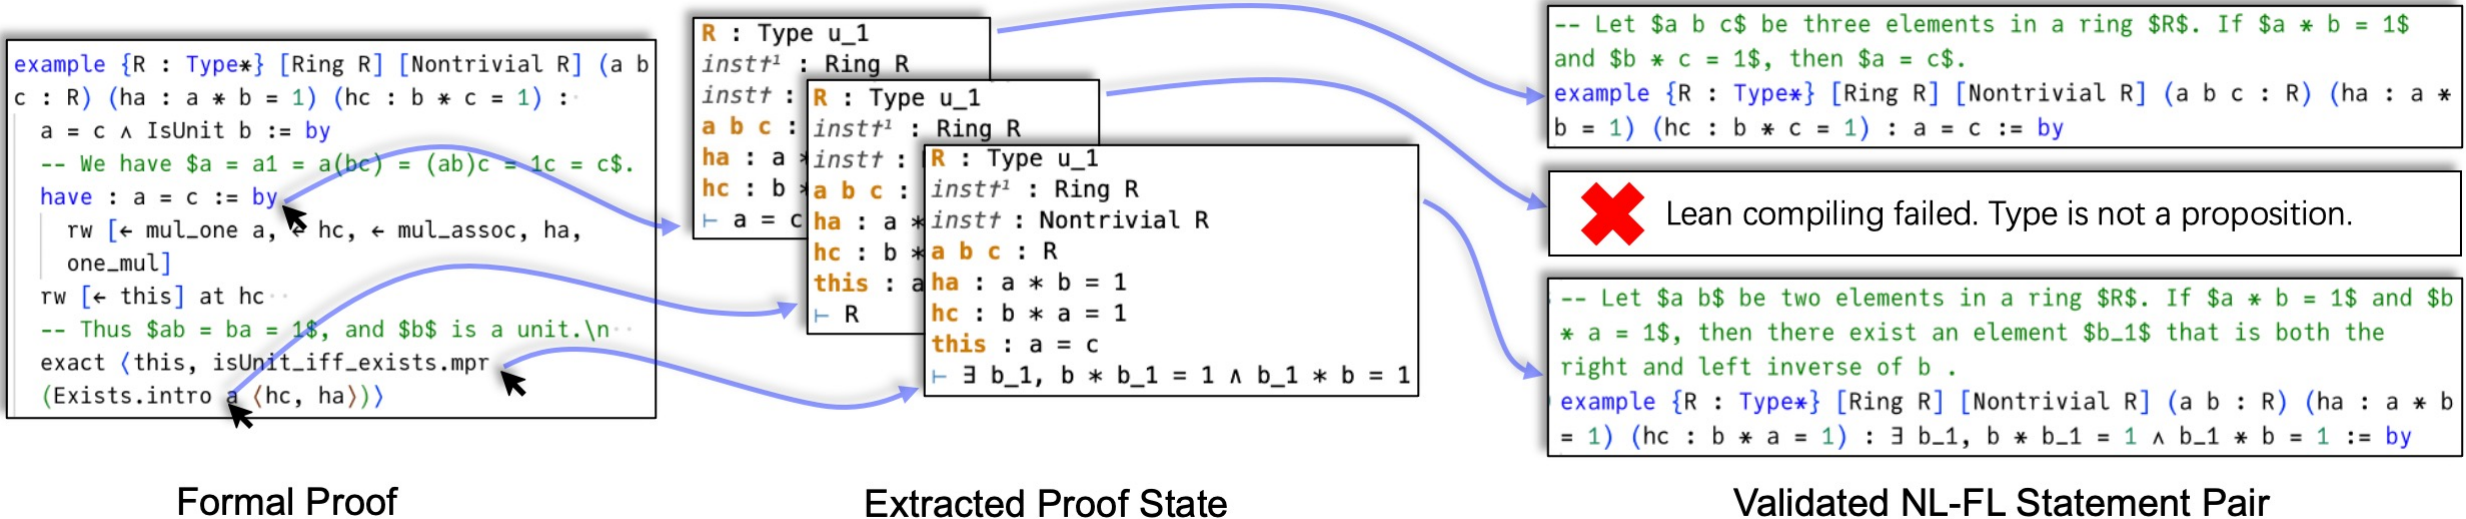 example {R : Type*} [Ring R] [Nontrivial R] (a b
c : R) (ha : a * b = 1) (hc : b * c = 1) :
a = c ∧ IsUnit b := by
-- We have $a = a1 = a(bc) = (ab)c = 1c = c$.
have : a = c := by
rw [← mul_one a, ← hc, ← mul_assoc, ha,
one_mul]
rw [← this] at hc
-- Thus $ab = ba = 1$, and $b$ is a unit.\n
exact ⟨this, isUnit_iff_exists.mpr
(Exists.intro a ⟨hc, ha⟩)⟩
Formal Proof
R : Type u_1
inst†¹ : Ring R
inst† :
a b c :
ha : a *
hc : b *
⊢ a = c
R : Type u_1
inst†¹ : Ring R
inst† :
a b c :
ha : a *
hc : b *
this : a
⊢ R
R : Type u_1
inst†¹ : Ring R
inst† : Nontrivial R
a b c : R
ha : a * b = 1
hc : b * a = 1
this : a = c
⊢ ∃ b_1, b * b_1 = 1 ∧ b_1 * b = 1
Extracted Proof State
-- Let $a b c$ be three elements in a ring $R$. If $a * b = 1$
and $b * c = 1$, then $a = c$.
example {R : Type*} [Ring R] [Nontrivial R] (a b c : R) (ha : a *
b = 1) (hc : b * c = 1) : a = c := by
Lean compiling failed. Type is not a proposition.
-- Let $a b$ be two elements in a ring $R$. If $a * b = 1$ and $b
* a = 1$, then there exist an element $b_1$ that is both the
right and left inverse of b .
example {R : Type*} [Ring R] [Nontrivial R] (a b : R) (ha : a * b
= 1) (hc : b * a = 1) : ∃ b_1, b * b_1 = 1 ∧ b_1 * b = 1 := by
Validated NL-FL Statement Pair